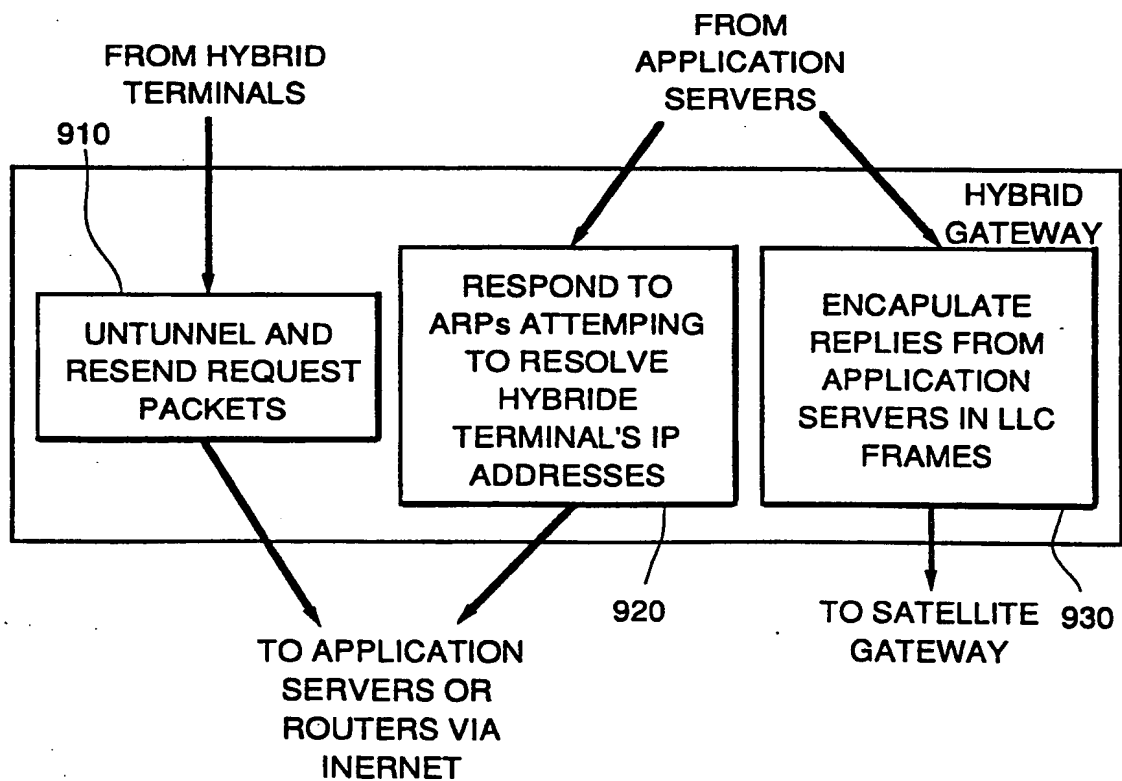 FROM HYBRID
TERMINALS
FROM
APPLICATION
SERVERS
910
HYBRID
GATEWAY
UNTUNNEL AND
RESEND REQUEST
PACKETS
RESPOND TO
ARPs ATTEMPING
TO RESOLVE
HYBRIDE
TERMINAL'S IP
ADDRESSES
ENCAPULATE
REPLIES FROM
APPLICATION
SERVERS IN LLC
FRAMES
920
930
TO APPLICATION
SERVERS OR
ROUTERS VIA
INERNET
TO SATELLITE
GATEWAY